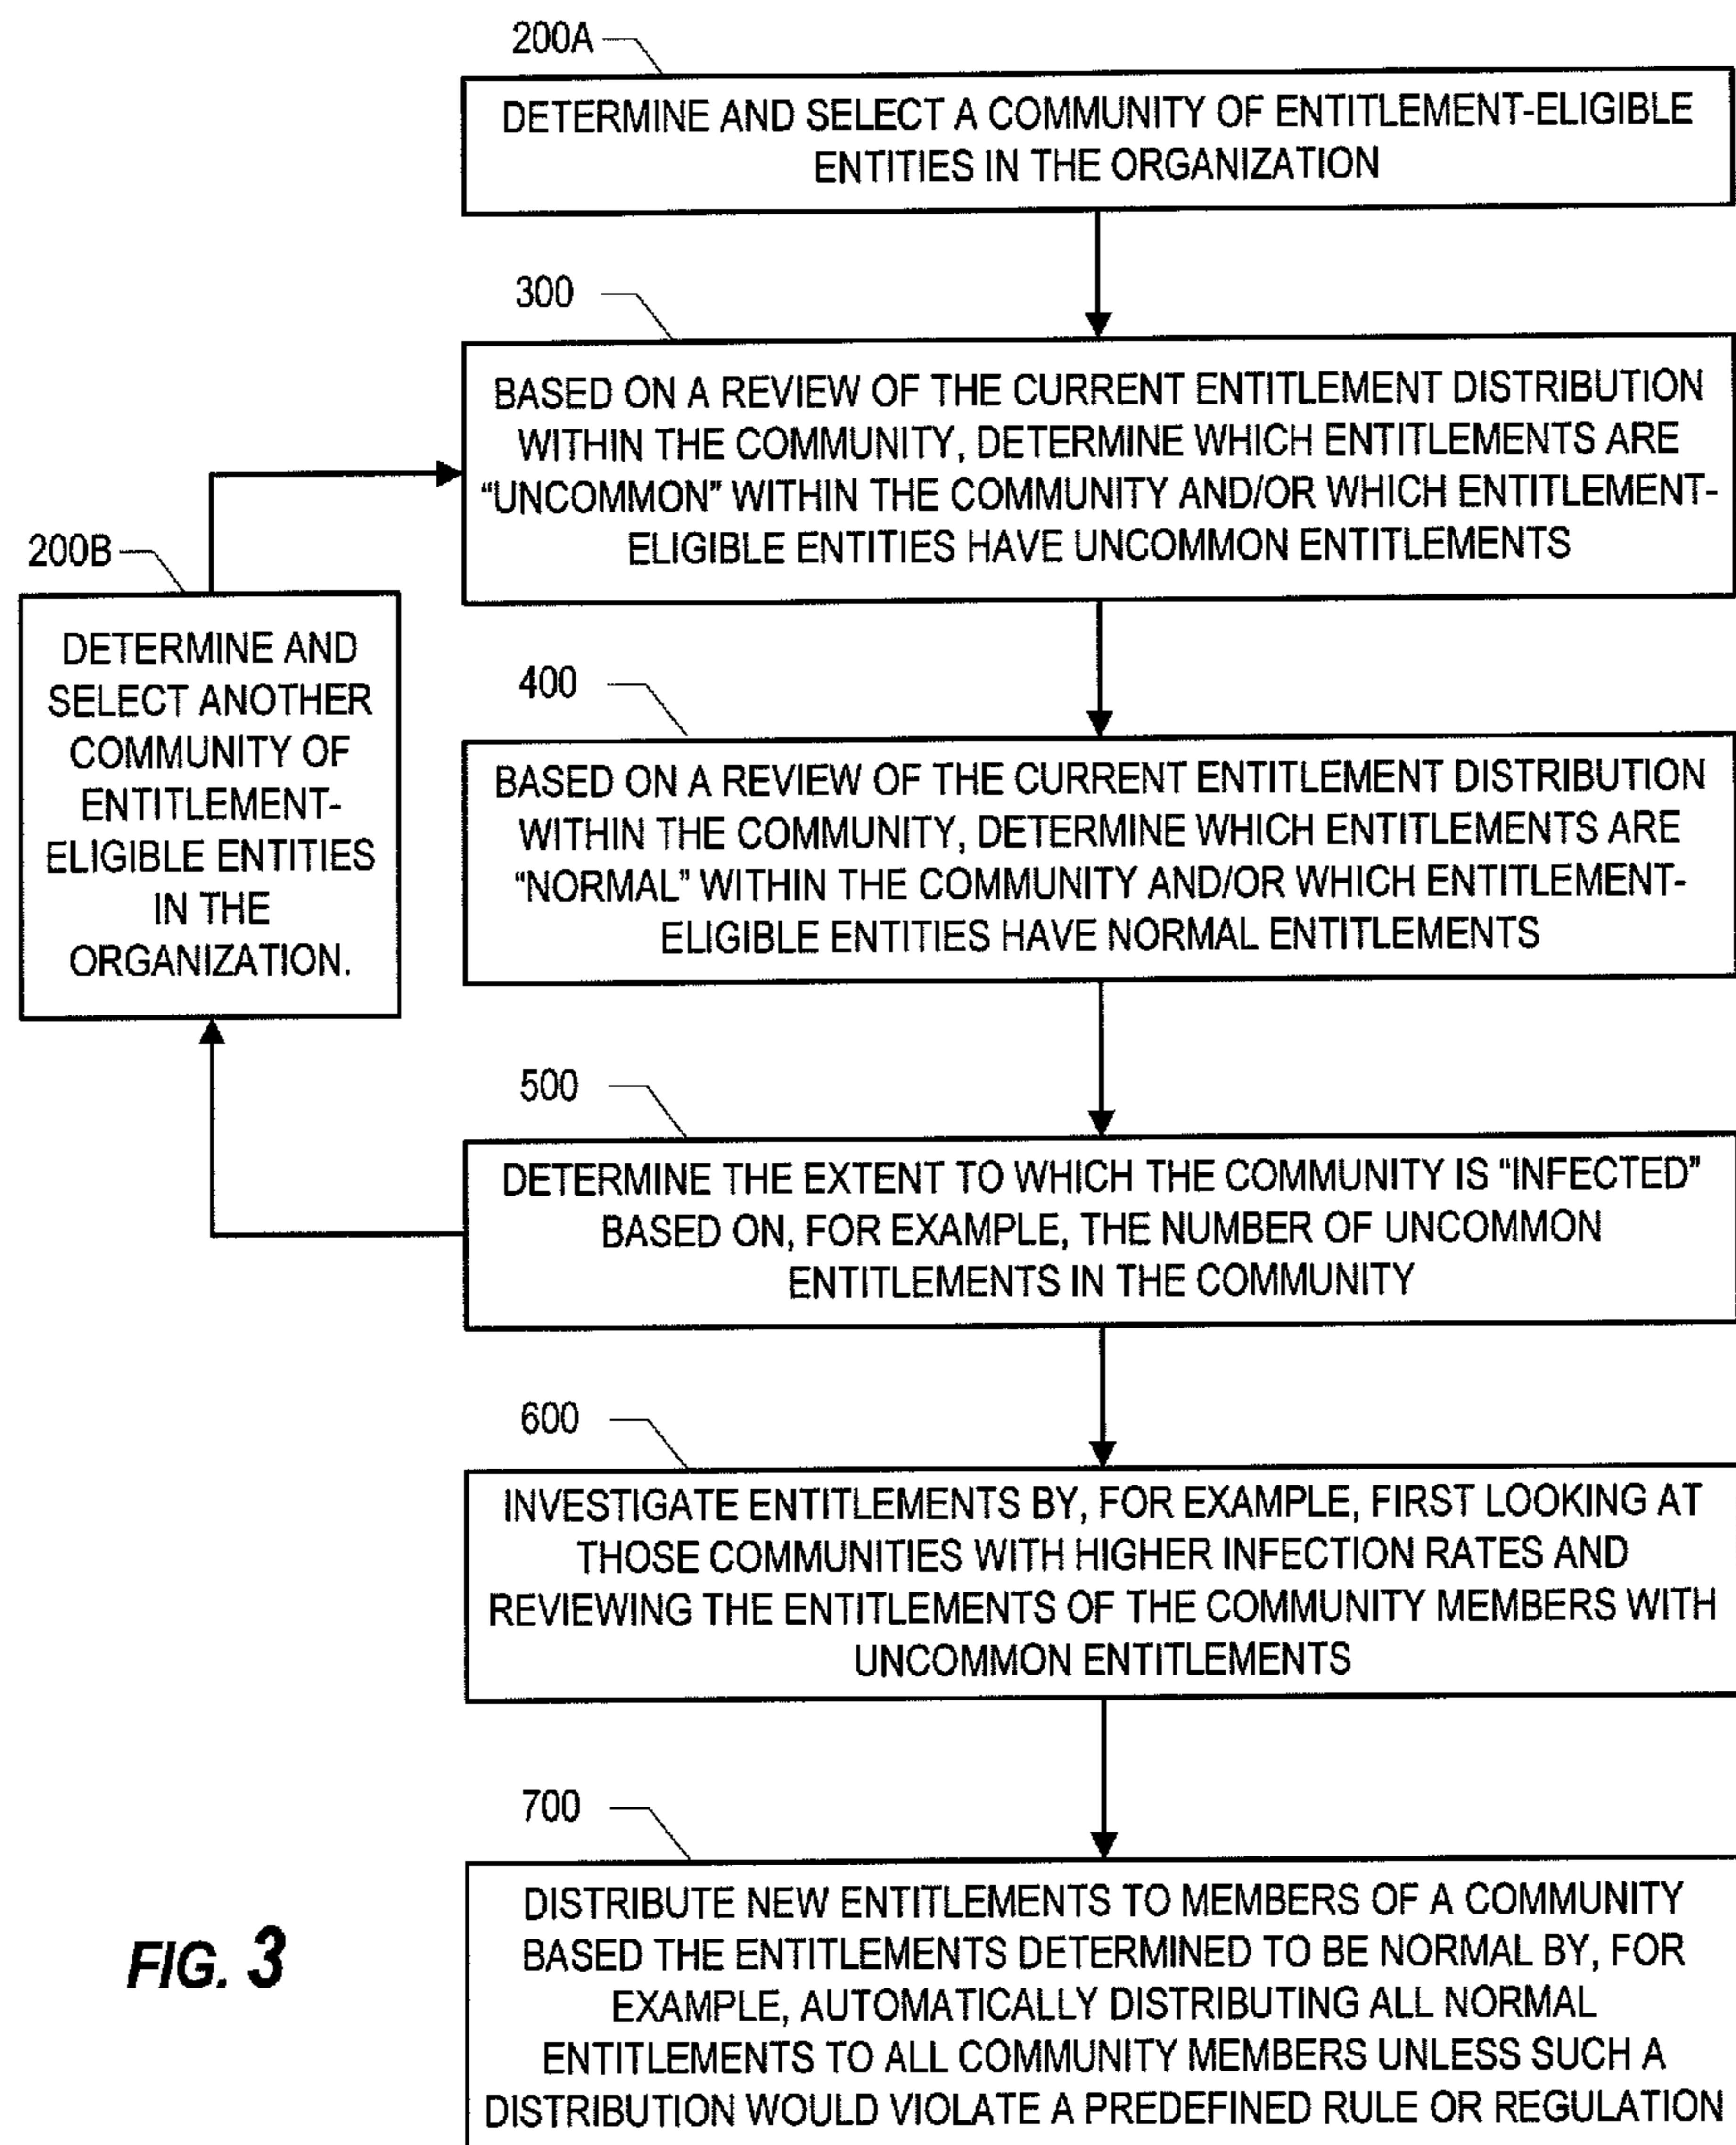 200A
DETERMINE AND SELECT A COMMUNITY OF ENTITLEMENT-ELIGIBLE
ENTITIES IN THE ORGANIZATION
300
BASED ON A REVIEW OF THE CURRENT ENTITLEMENT DISTRIBUTION
WITHIN THE COMMUNITY, DETERMINE WHICH ENTITLEMENTS ARE
“UNCOMMON” WITHIN THE COMMUNITY AND/OR WHICH ENTITLEMENT-
ELIGIBLE ENTITIES HAVE UNCOMMON ENTITLEMENTS
200B
DETERMINE AND
SELECT ANOTHER
COMMUNITY OF
ENTITLEMENT-
ELIGIBLE ENTITIES
IN THE
ORGANIZATION.
400
BASED ON A REVIEW OF THE CURRENT ENTITLEMENT DISTRIBUTION
WITHIN THE COMMUNITY, DETERMINE WHICH ENTITLEMENTS ARE
“NORMAL” WITHIN THE COMMUNITY AND/OR WHICH ENTITLEMENT-
ELIGIBLE ENTITIES HAVE NORMAL ENTITLEMENTS
500
DETERMINE THE EXTENT TO WHICH THE COMMUNITY IS “INFECTED”
BASED ON, FOR EXAMPLE, THE NUMBER OF UNCOMMON
ENTITLEMENTS IN THE COMMUNITY
600
INVESTIGATE ENTITLEMENTS BY, FOR EXAMPLE, FIRST LOOKING AT
THOSE COMMUNITIES WITH HIGHER INFECTION RATES AND
REVIEWING THE ENTITLEMENTS OF THE COMMUNITY MEMBERS WITH
UNCOMMON ENTITLEMENTS
700
DISTRIBUTE NEW ENTITLEMENTS TO MEMBERS OF A COMMUNITY
BASED THE ENTITLEMENTS DETERMINED TO BE NORMAL BY, FOR
EXAMPLE, AUTOMATICALLY DISTRIBUTING ALL NORMAL
ENTITLEMENTS TO ALL COMMUNITY MEMBERS UNLESS SUCH A
DISTRIBUTION WOULD VIOLATE A PREDEFINED RULE OR REGULATION
FIG. 3